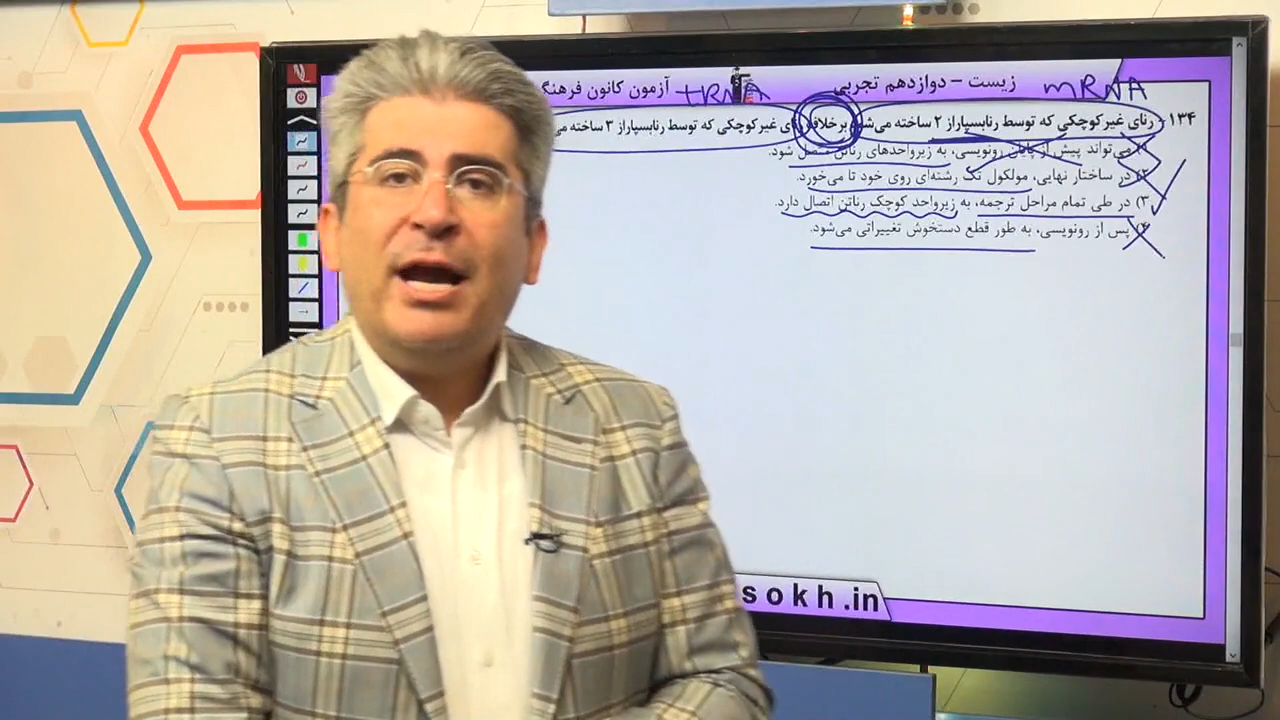 زیست - دوازدهم تجربی آزمون کانون فرهنگ
mRNA tRNA
۱۳۴- رنای غیرکوچکی که توسط رنابسپاراز ۲ ساخته می‌شود برخلاف رنای غیرکوچکی که توسط رنابسپاراز ۳ ساخته می
۱) می‌تواند پیش از پایان رونویسی، به زیرواحدهای رناتن متصل شود.
۲) در ساختار نهایی، مولکول تک رشته‌ای روی خود تا می‌خورد.
۳) در طی تمام مراحل ترجمه، به زیرواحد کوچک رناتن اتصال دارد.
۴) پس از رونویسی، به طور قطع دستخوش تغییراتی می‌شود.
sokh.in